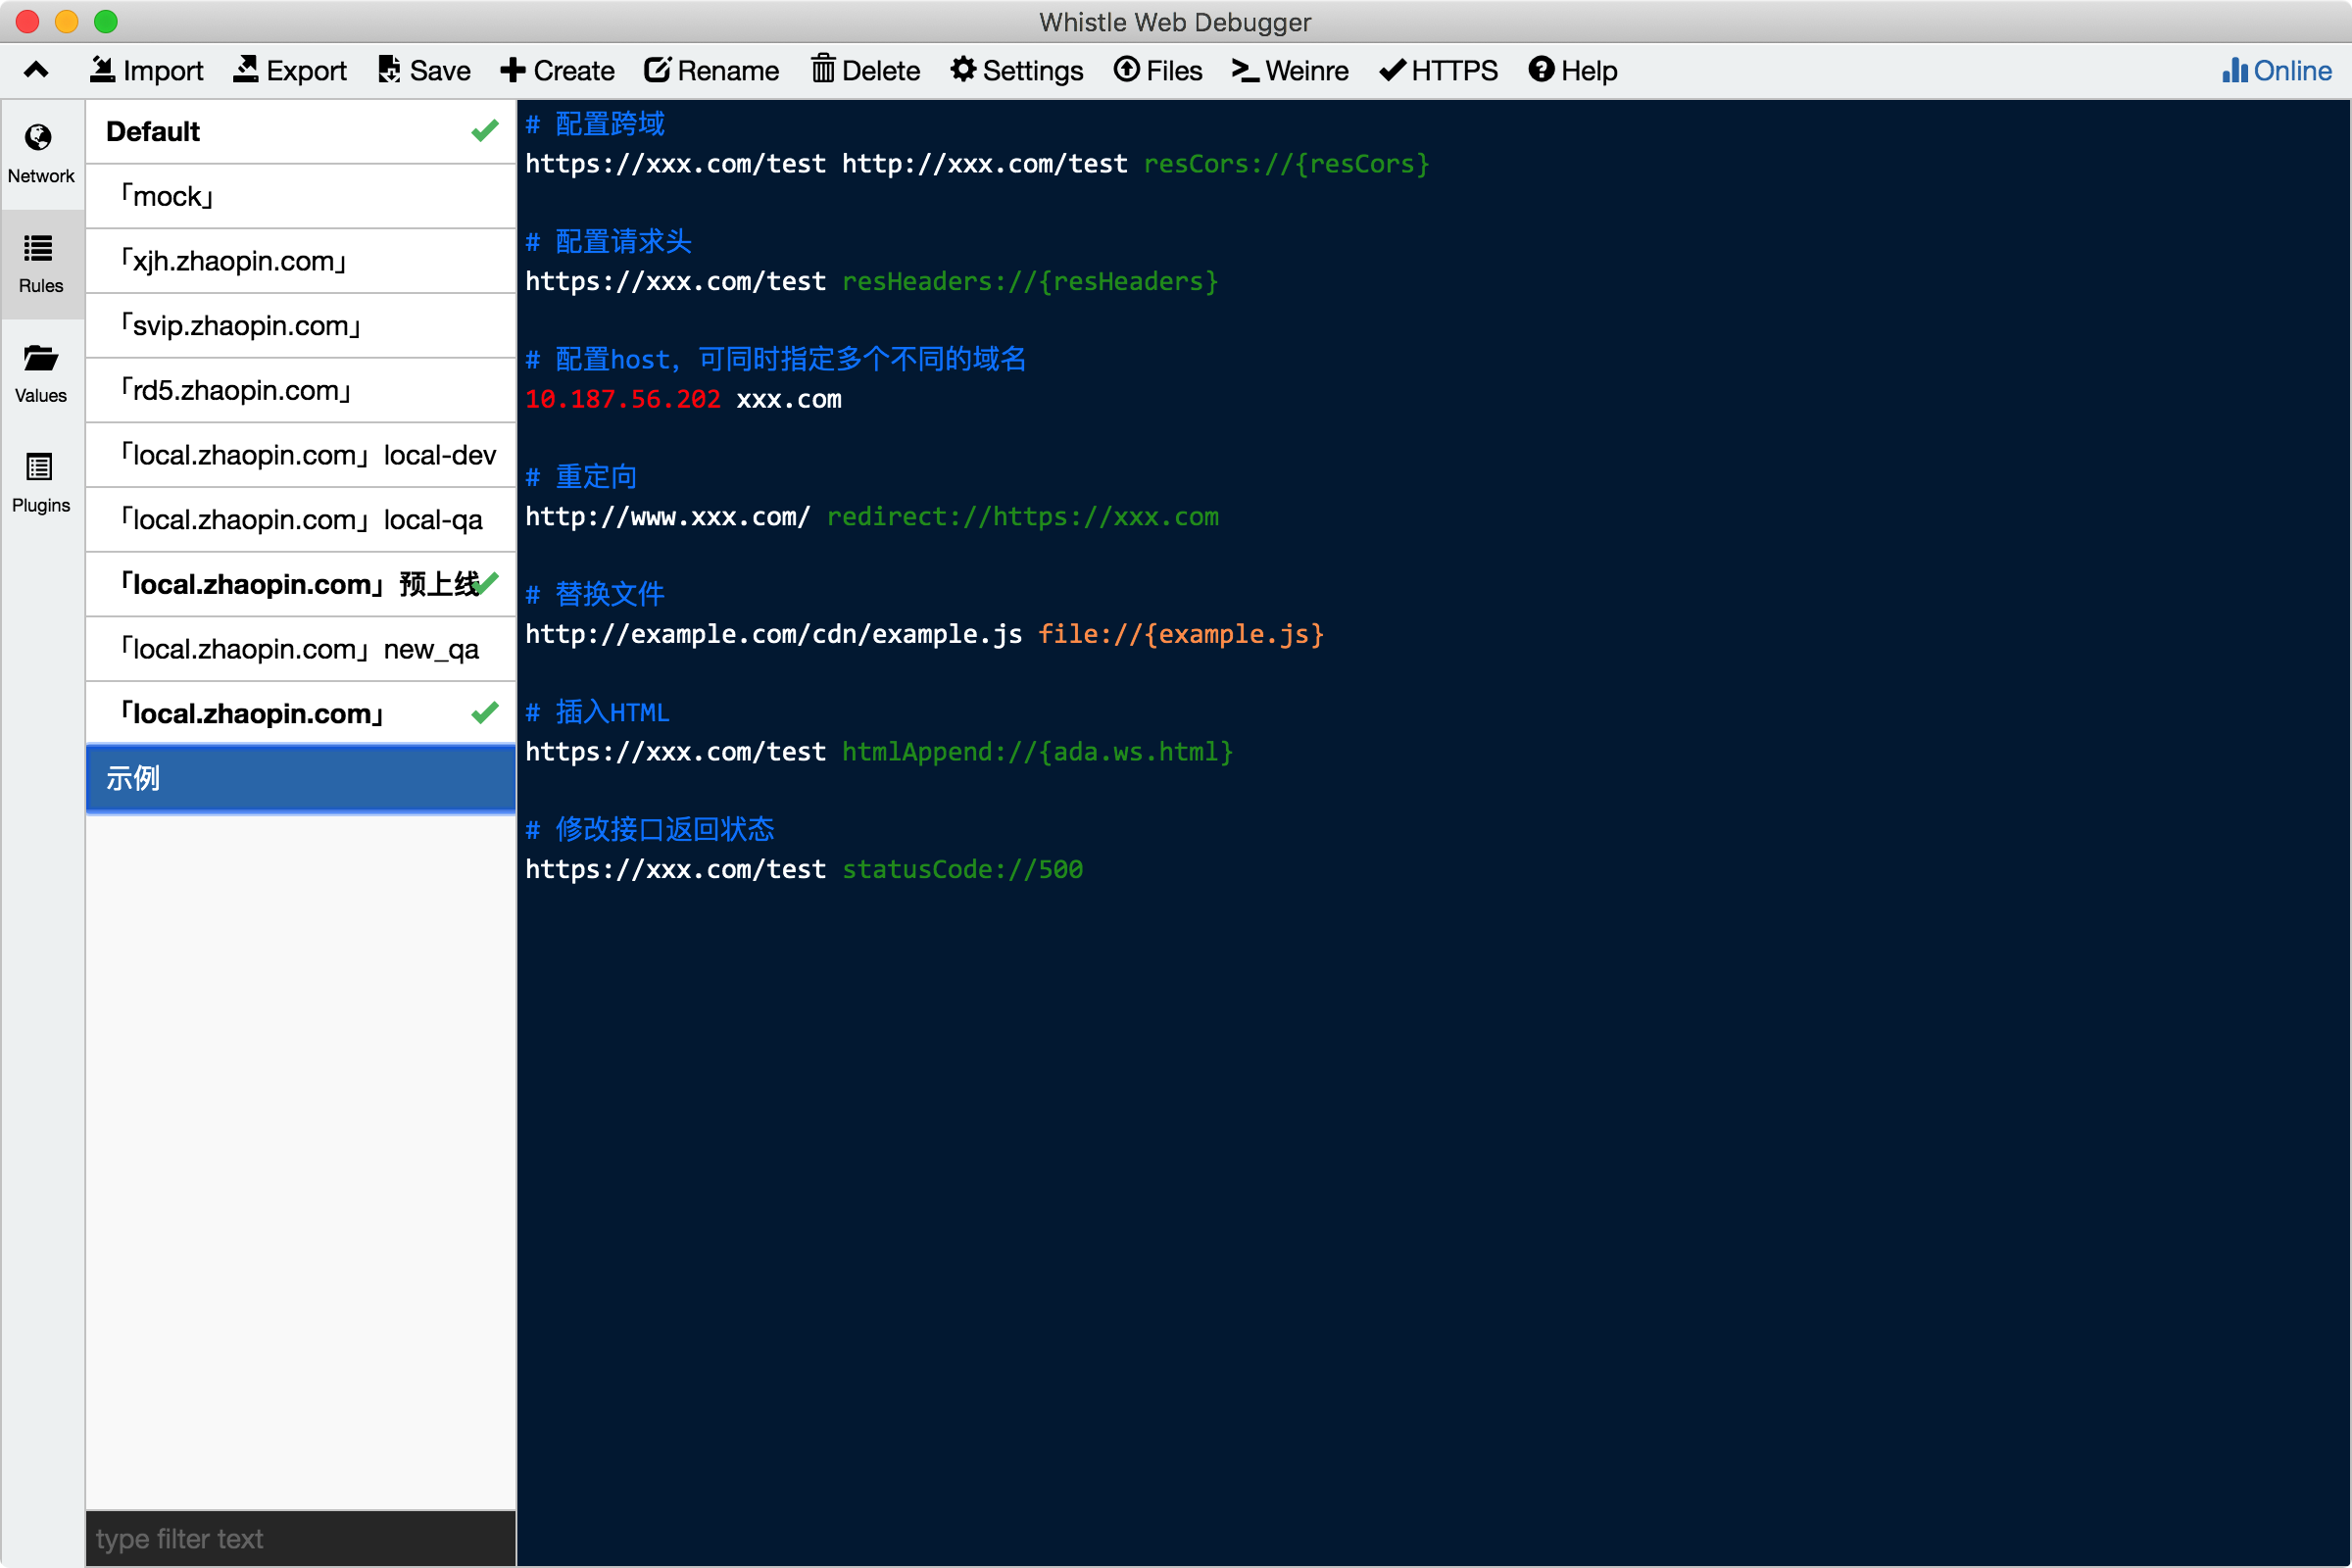 Whistle Web Debugger
Import Export Save Create Rename Delete Settings Files Weinre HTTPS Help Online
Network
Rules
Values
Plugins
Default
「mock」
「xjh.zhaopin.com」
「svip.zhaopin.com」
「rd5.zhaopin.com」
「local.zhaopin.com」local-dev
「local.zhaopin.com」local-qa
「local.zhaopin.com」预上线
「local.zhaopin.com」new_qa
「local.zhaopin.com」
示例
type filter text
# 配置跨域
https://xxx.com/test http://xxx.com/test resCors://{resCors}
# 配置请求头
https://xxx.com/test resHeaders://{resHeaders}
# 配置host，可同时指定多个不同的域名
10.187.56.202 xxx.com
# 重定向
http://www.xxx.com/ redirect://https://xxx.com
# 替换文件
http://example.com/cdn/example.js file://{example.js}
# 插入HTML
https://xxx.com/test htmlAppend://{ada.ws.html}
# 修改接口返回状态
https://xxx.com/test statusCode://500